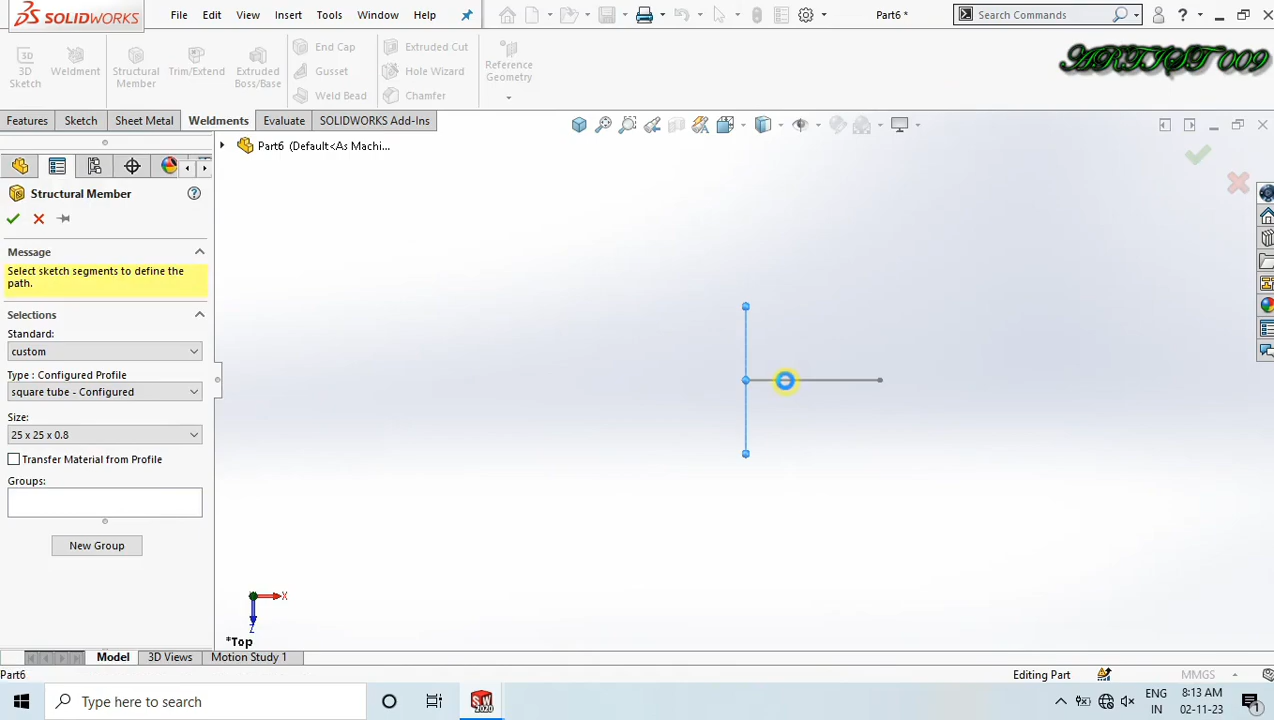 SOLIDWORKS File Edit View Insert Tools Window Help Part6 * Search Commands ?
ARTIST 009
3D Sketch
Weldment
Structural Member
Trim/Extend
Extruded Boss/Base
End Cap
Gusset
Weld Bead
Extruded Cut
Hole Wizard
Chamfer
Reference Geometry
Features Sketch Sheet Metal Weldments Evaluate SOLIDWORKS Add-Ins
Part6 (Default<As Machi...
Structural Member
Message
Select sketch segments to define the
path.
Selections
Standard:
custom
Type : Configured Profile
square tube - Configured
Size:
25 x 25 x 0.8
Transfer Material from Profile
Groups:
New Group
X
Z
*Top
Model 3D Views Motion Study 1
Part6 Editing Part MMGS
Type here to search
SW 2020
ENG
IN
8:13 AM
02-11-23
1